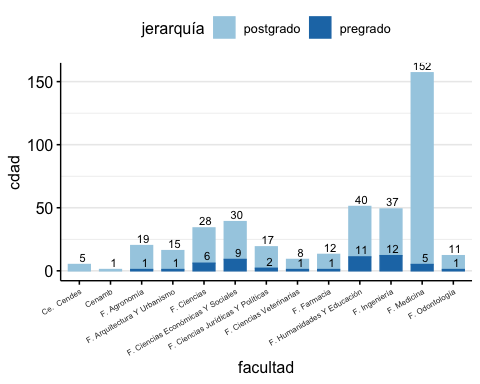 jerarquía postgrado pregrado
cdad
150
100
50
0
5
1
19
1
15
1
28
6
30
9
17
2
8
1
12
1
40
11
37
12
152
5
11
1
Ce. Cendes
Cenamb
F. Agronomía
F. Arquitectura Y Urbanismo
F. Ciencias
F. Ciencias Económicas Y Sociales
F. Ciencias Jurídicas Y Políticas
F. Ciencias Veterinarias
F. Farmacia
F. Humanidades Y Educación
F. Ingeniería
F. Medicina
F. Odontología
facultad